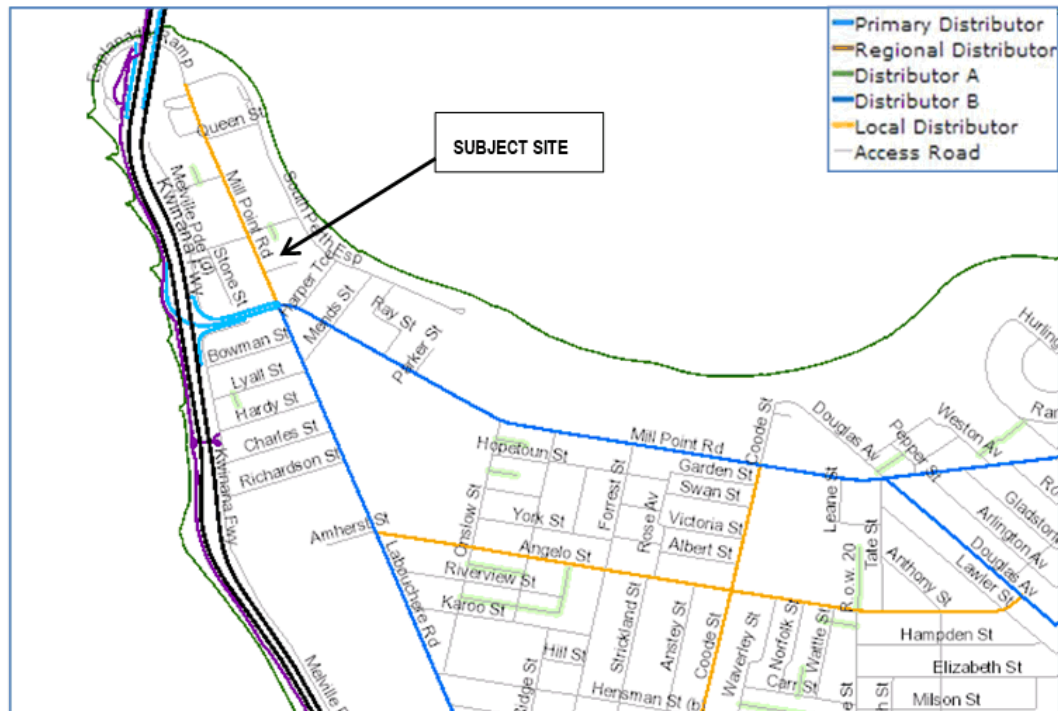 Primary Distributor
Regional Distributor
Distributor A
Distributor B
Local Distributor
Access Road
SUBJECT SITE
Queen St
Mill Point Rd
South Perth Esp
Melville Pde (d)
Kwinana Fwy
Stone St
Harper Tce
Mends St
Ray St
Parker St
Bowman St
Lyall St
Hardy St
Charles St
Richardson St
Kwinana Fwy
Amherst St
Labouchere Rd
Onslow St
Hopetoun St
York St
Angelo St
Riverview St
Karoo St
Hill St
Ridge St
Forrest St
Rose Av
Strickland St
Anstey St
Hensman St (b)
Mill Point Rd
Garden St
Swan St
Victoria St
Albert St
Coode St
Coode St
Waverley St
Norfolk St
Wattle St
Carr St
Douglas Av
Pepper St
Weston Av
Hurling
Leane St
Tate St
R.o.w. 20
Gladstone
Arlington Av
Douglas Av
Lawler St
Anthony St
Hampden St
Elizabeth St
Milson St